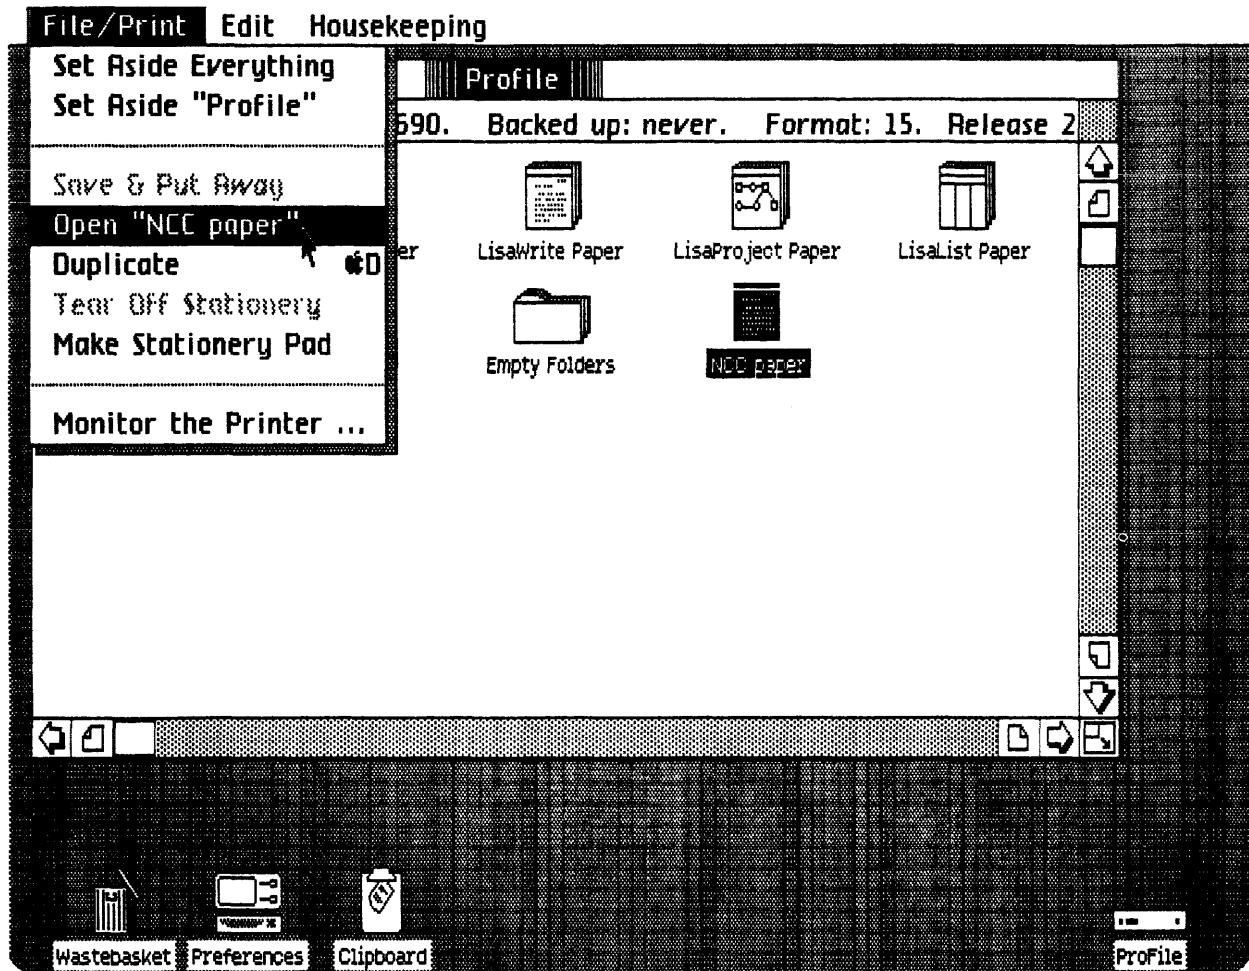 File/Print Edit Housekeeping
Set Aside Everything
Set Aside "Profile"
Save & Put Away
Open "NCC paper"
Duplicate D
Tear Off Stationery
Make Stationery Pad
Monitor the Printer ...
Profile
590. Backed up: never. Format: 15. Release 2
er LisaWrite Paper LisaProject Paper LisaList Paper
Empty Folders NCC paper
Wastebasket Preferences Clipboard ProFile